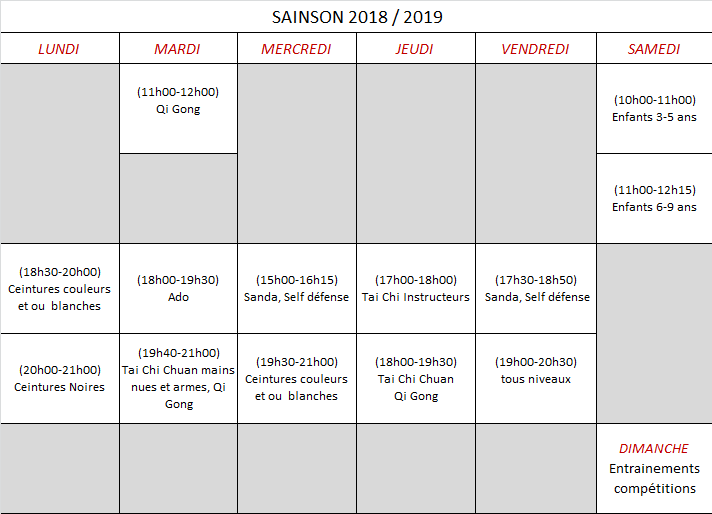 SAINSON 2018 / 2019
LUNDI
MARDI
MERCREDI
JEUDI
VENDREDI
SAMEDI
(11h00-12h00)
Qi Gong
(10h00-11h00)
Enfants 3-5 ans
(11h00-12h15)
Enfants 6-9 ans
(18h30-20h00)
Ceintures couleurs
et ou blanches
(18h00-19h30)
Ado
(15h00-16h15)
Sanda, Self défense
(17h00-18h00)
Tai Chi Instructeurs
(17h30-18h50)
Sanda, Self défense
(20h00-21h00)
Ceintures Noires
(19h40-21h00)
Tai Chi Chuan mains
nues et armes, Qi
Gong
(19h30-21h00)
Ceintures couleurs
et ou blanches
(18h00-19h30)
Tai Chi Chuan
Qi Gong
(19h00-20h30)
tous niveaux
DIMANCHE
Entrainements
compétitions